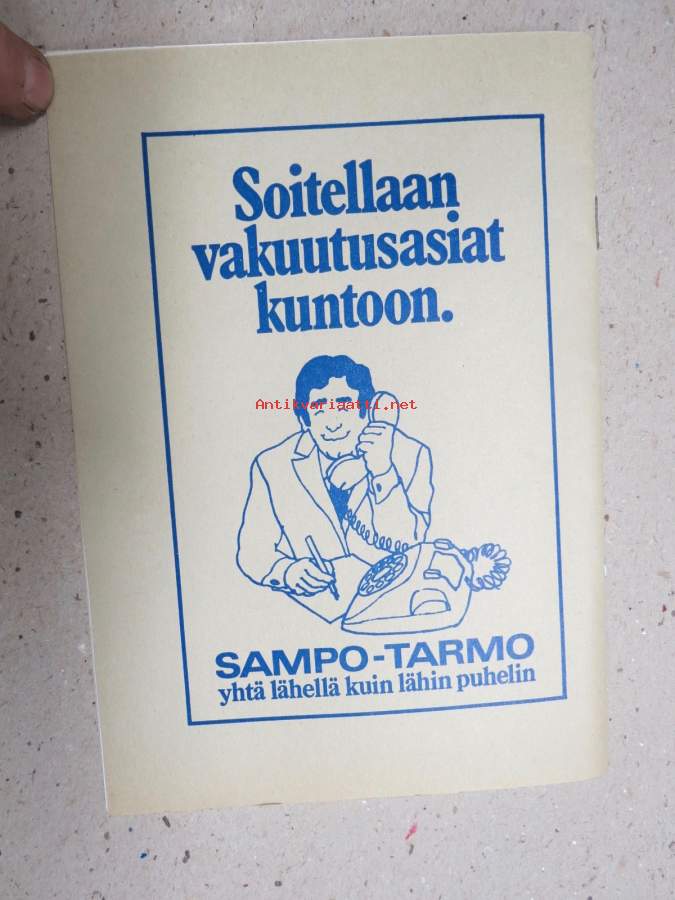 Soitellaan
vakuutusasiat
kuntoon.
Antikvariaatti.net
SAMPO-TARMO
yhtä lähellä kuin lähin puhelin